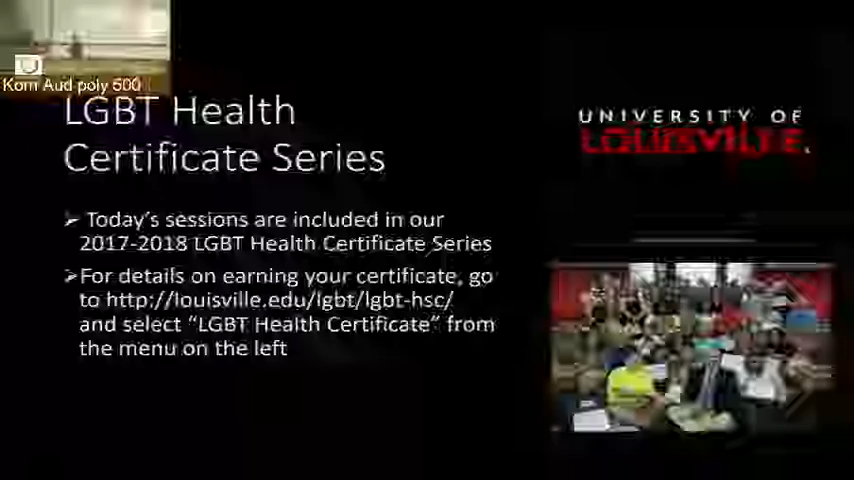 Korn Aud poly 500
LGBT Health
Certificate Series
UNIVERSITY OF
LOUISVILLE.
➢ Today's sessions are included in our
2017-2018 LGBT Health Certificate Series
➢ For details on earning your certificate, go
to http://louisville.edu/lgbt/lgbt-hsc/
and select “LGBT Health Certificate” from
the menu on the left